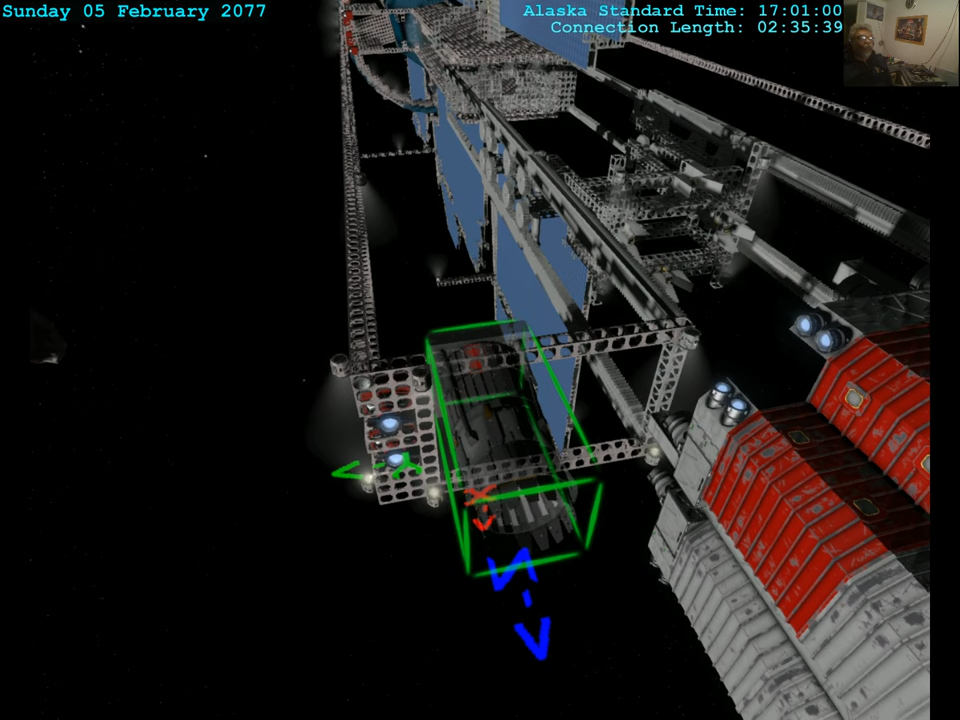 Sunday 05 February 2077
Alaska Standard Time: 17:01:00
Connection Length: 02:35:39
X
Z